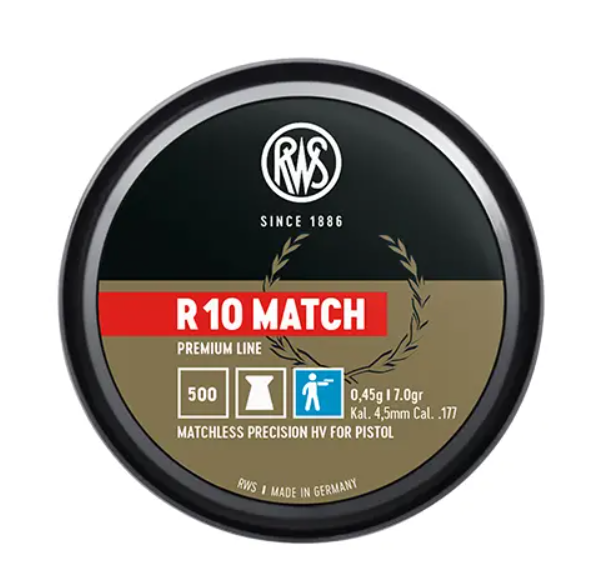 RWS
SINCE 1886
R 10 MATCH
PREMIUM LINE
500
0,45g | 7.0gr
Kal. 4,5mm Cal. .177
MATCHLESS PRECISION HV FOR PISTOL
RWS | MADE IN GERMANY